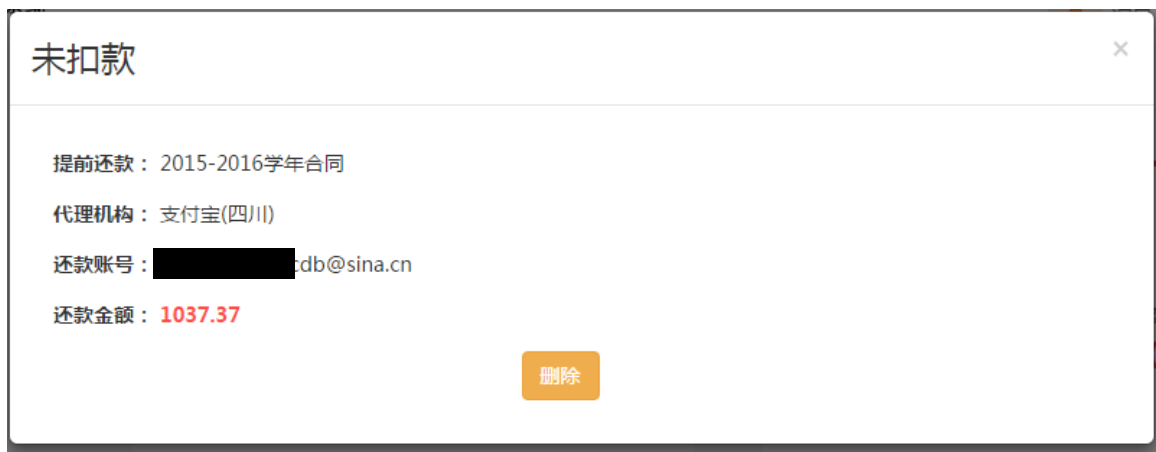 未扣款
×
提前还款： 2015-2016学年合同
代理机构： 支付宝(四川)
还款账号： cdb@sina.cn
还款金额： 1037.37
删除